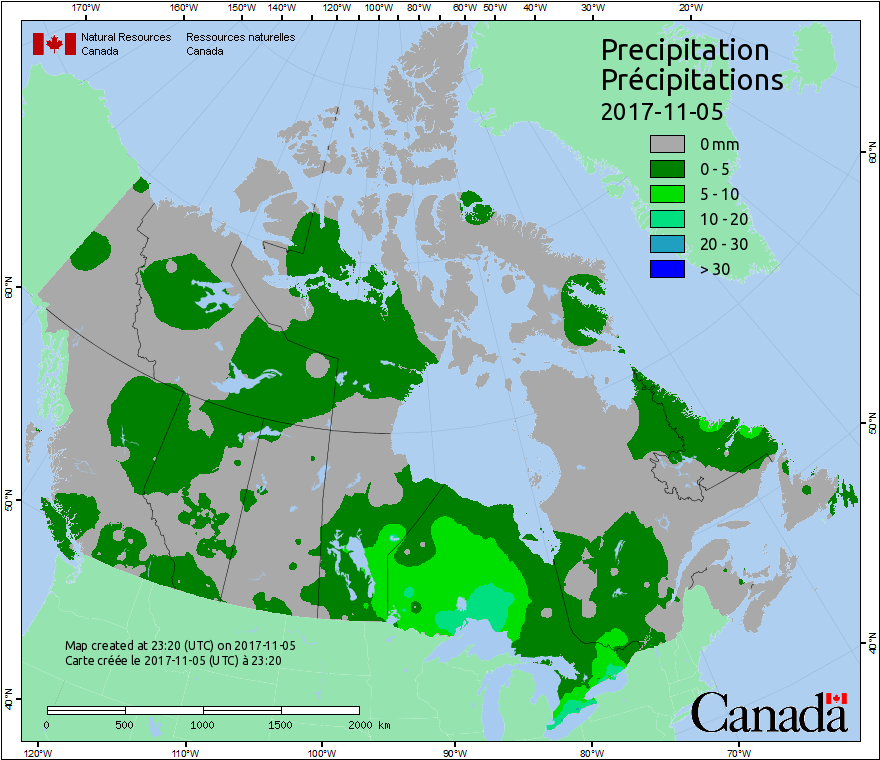 170°W 160°W 150°W 140°W 120°W 100°W 80°W 60°W 50°W 40°W 30°W 20°W
Natural Resources Ressources naturelles
Canada Canada
Precipitation
Précipitations
2017-11-05
0 mm
0 - 5
5 - 10
10 - 20
20 - 30
> 30
60°N
60°N
50°N
50°N
40°N
40°N
Map created at 23:20 (UTC) on 2017-11-05
Carte créée le 2017-11-05 (UTC) à 23:20
0 500 1000 1500 2000 km
Canada
120°W 110°W 100°W 90°W 80°W 70°W